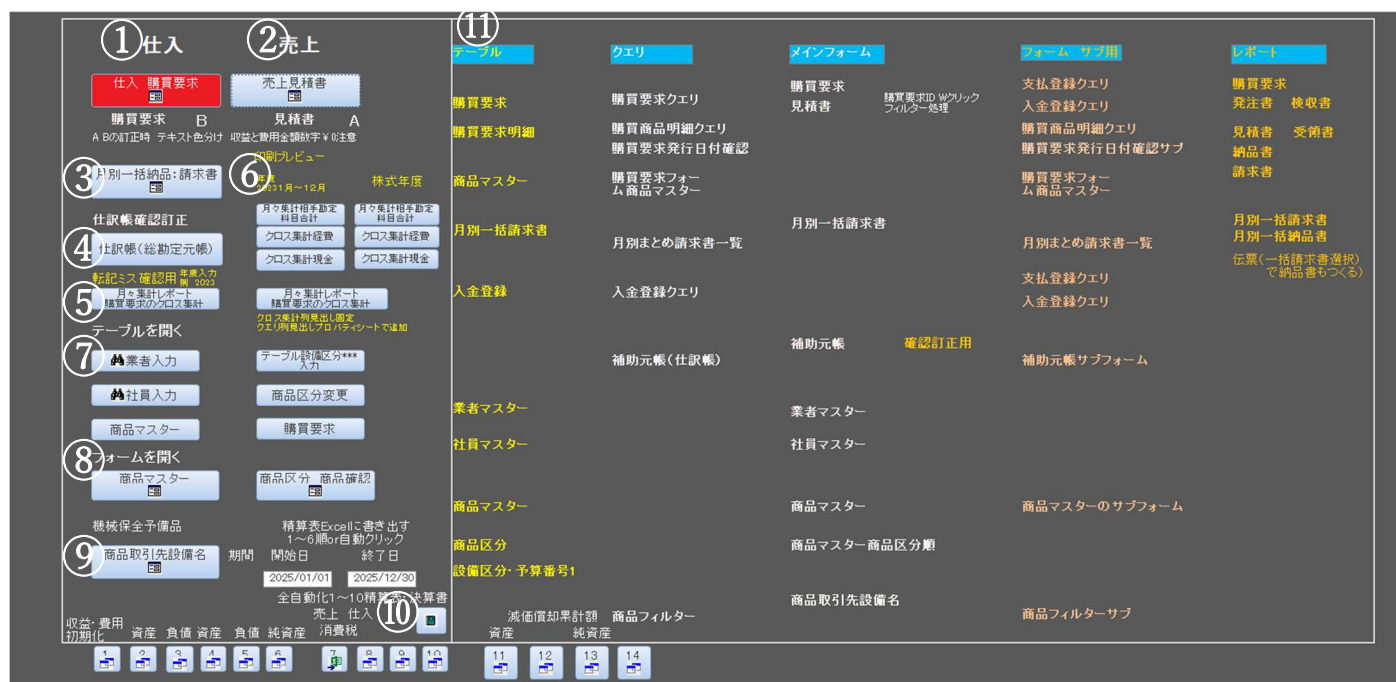 ①仕入
②売上
仕入 購買要求
売上見積書
購買要求 B
見積書 A
A Bの訂正時 テキスト色分け
収益と費用金額数字¥0注意
印刷プレビュー
③月別一括納品:請求書
⑥年度
20231月～12月
株式年度
月々集計相手勘定
科目合計
月々集計相手勘定
科目合計
仕訳帳確認訂正
クロス集計経費
クロス集計経費
④仕訳帳(総勘定元帳)
クロス集計現金
クロス集計現金
転記ミス確認用
年度入力
例 2023
⑤月々集計レポート
購買要求のクロス集計
月々集計レポート
購買要求のクロス集計
クロス集計列見出し固定
クエリ列見出しプロパティシートで追加
テーブルを開く
⑦業者入力
テーブル設備区分***
入力
社員入力
商品区分変更
商品マスター
購買要求
⑧フォームを開く
商品マスター
商品区分 商品確認
機械保全予備品
精算表Excelに書き出す
1～6順or自動クリック
⑨商品取引先設備名
期間
開始日
終了日
2025/01/01
2025/12/30
全自動化1～10精算表・決算書
売上 仕入
⑩
消費税
収益・費用
初期化
資産
負債
資産
負債
純資産
1
2
3
4
5
6
7
8
9
10
⑪
テーブル
クエリ
メインフォーム
フォーム サブ用
レポート
購買要求
購買要求クエリ
購買要求
見積書
購買要求ID Wクリック
フィルター処理
支払登録クエリ
入金登録クエリ
購買要求
発注書 検収書
購買要求明細
購買商品明細クエリ
購買要求発行日付確認
購買商品明細クエリ
購買要求発行日付確認サブ
見積書 受領書
納品書
請求書
商品マスター
購買要求フォー
ム商品マスター
購買要求フォー
ム商品マスター
月別一括請求書
月別まとめ請求書一覧
月別一括請求書
月別まとめ請求書一覧
月別一括請求書
月別一括納品書
伝票(一括請求書選択)
で納品書もつくる)
入金登録
入金登録クエリ
支払登録クエリ
入金登録クエリ
補助元帳(仕訳帳)
補助元帳
確認訂正用
補助元帳サブフォーム
業者マスター
業者マスター
社員マスター
社員マスター
商品マスター
商品マスター
商品マスターのサブフォーム
商品区分
商品マスター商品区分順
設備区分・予算番号1
商品取引先設備名
減価償却累計額
商品フィルター
商品フィルターサブ
資産
純資産
11
12
13
14